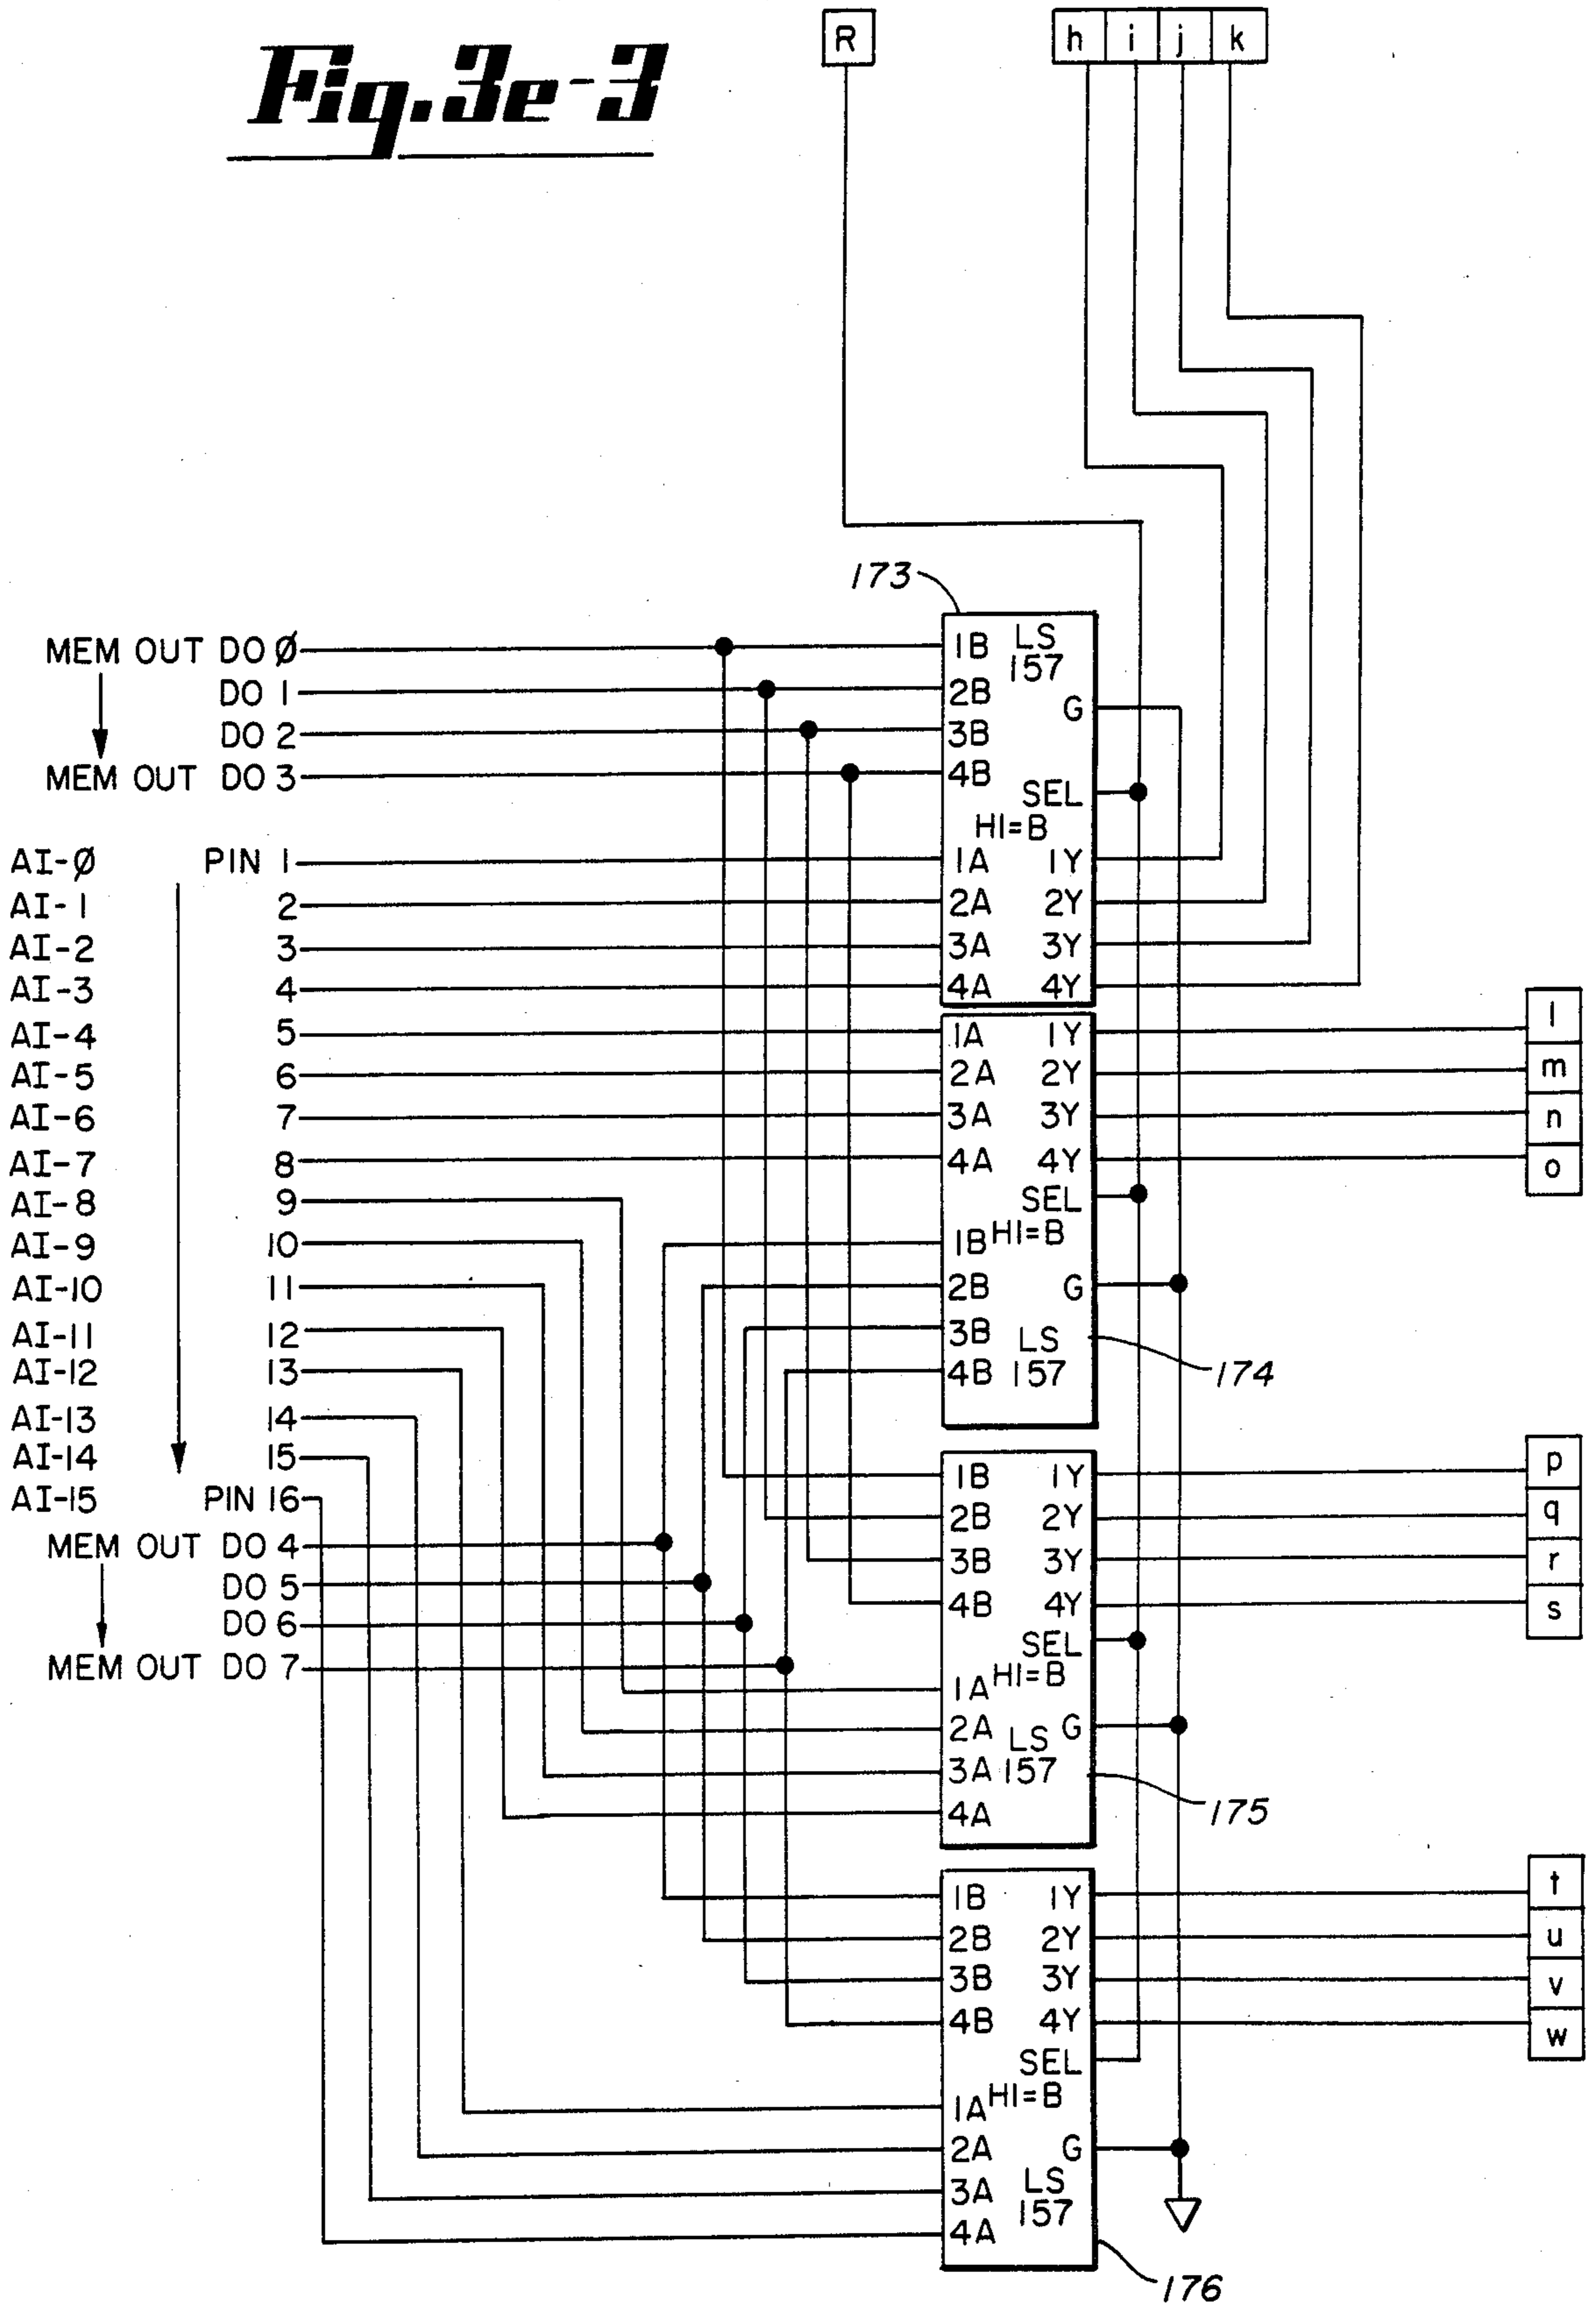 Fig. 3e-3
R
h i j k
173
MEM OUT DO Ø
DO 1
DO 2
MEM OUT DO 3
1B LS
157
2B
G
3B
4B
SEL
HI=B
AI-Ø PIN 1 1A 1Y
AI-1 2 2A 2Y
AI-2 3 3A 3Y
AI-3 4 4A 4Y
AI-4 5 1A 1Y l
AI-5 6 2A 2Y m
AI-6 7 3A 3Y n
AI-7 8 4A 4Y o
AI-8 9 SEL
AI-9 10 1B HI=B
AI-10 11 2B G
AI-11 12 3B LS
AI-12 13 4B 157 174
AI-13 14
AI-14 15
AI-15 PIN 16
1B 1Y p
2B 2Y q
3B 3Y r
4B 4Y s
MEM OUT DO 4
DO 5
DO 6
MEM OUT DO 7
SEL
1A HI=B
2A LS G
3A 157
4A
175
1B 1Y t
2B 2Y u
3B 3Y v
4B 4Y w
SEL
1A HI=B
2A G
3A LS
157
4A
176